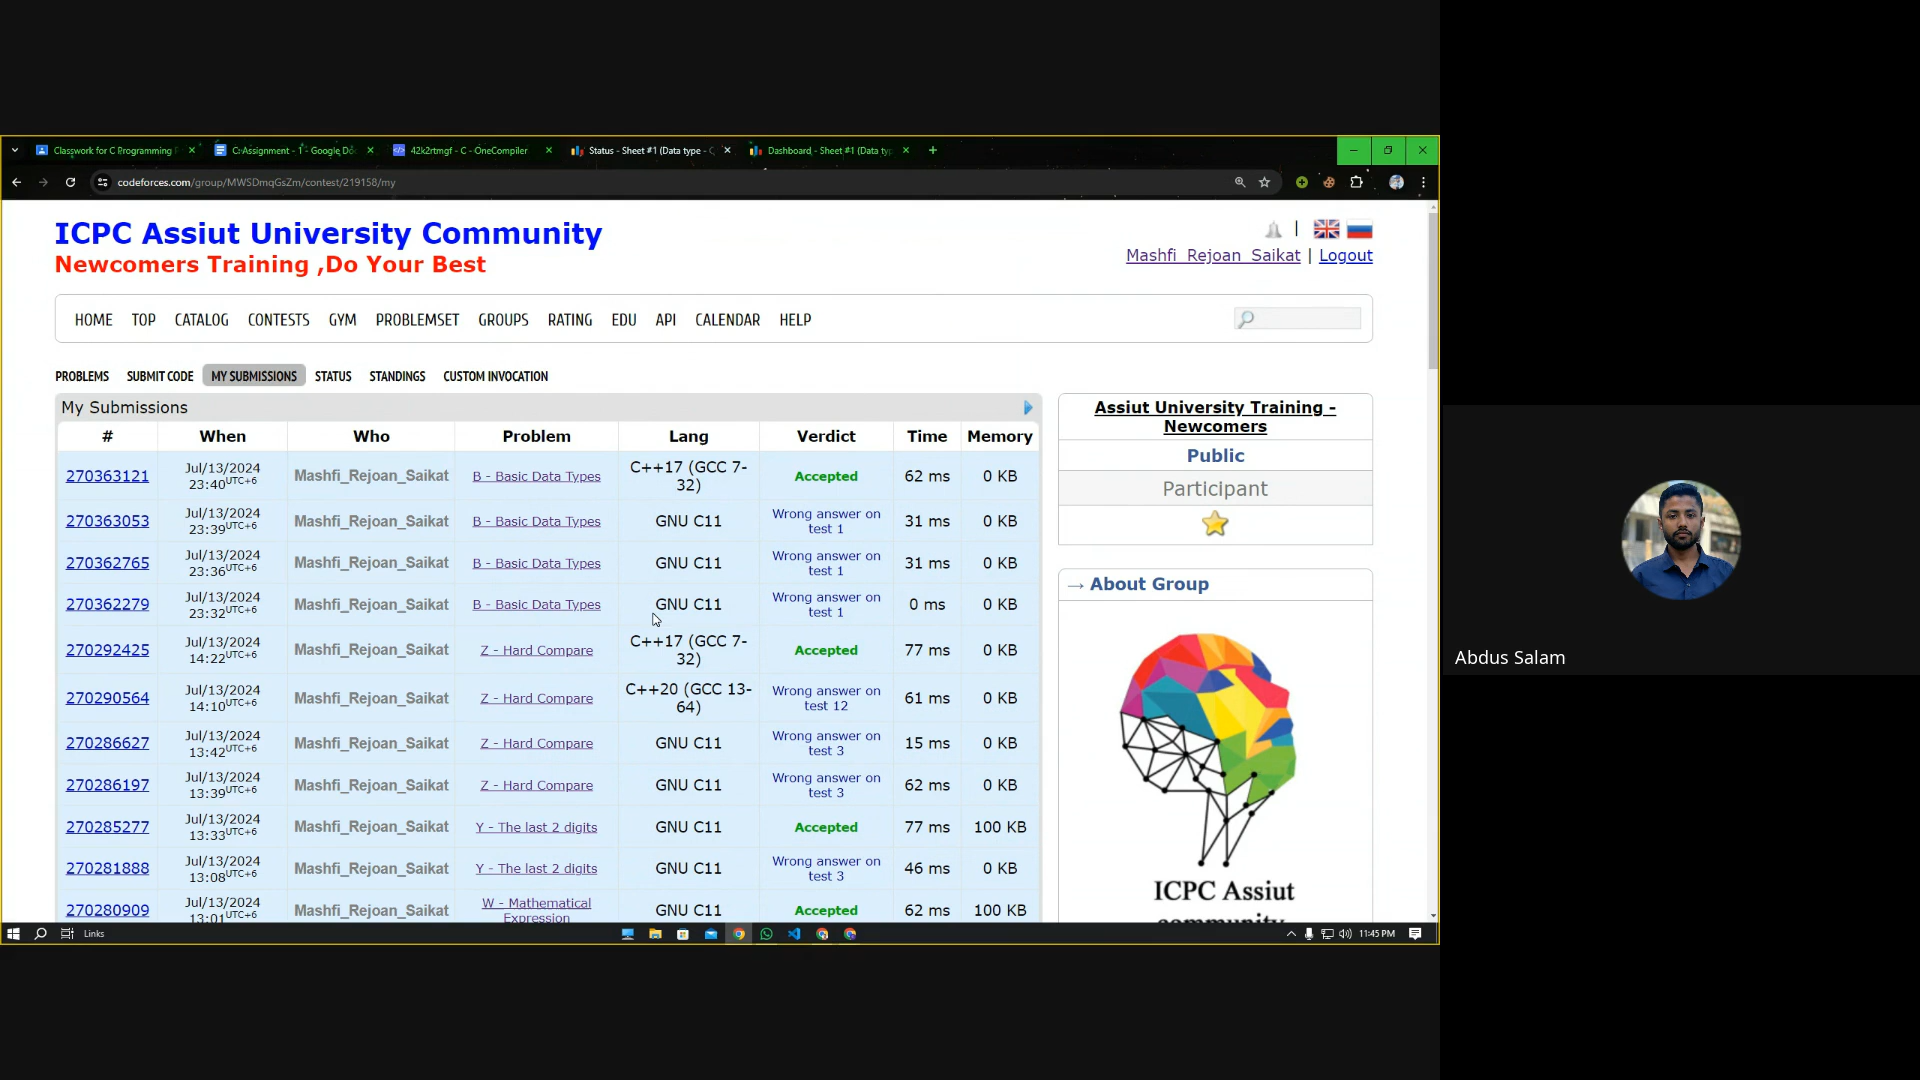 Classwork for C Programming
C-Assignment - 1 - Google Do
42k2rtmgf - C - OneCompiler
Status - Sheet #1 (Data type -
Dashboard - Sheet #1 (Data ty
codeforces.com/group/MWSDmqGsZm/contest/219158/my
ICPC Assiut University Community
Newcomers Training ,Do Your Best
|
Mashfi_Rejoan_Saikat | Logout
HOME TOP CATALOG CONTESTS GYM PROBLEMSET GROUPS RATING EDU API CALENDAR HELP
PROBLEMS SUBMIT CODE MY SUBMISSIONS STATUS STANDINGS CUSTOM INVOCATION
My Submissions
# When Who Problem Lang Verdict Time Memory
270363121 Jul/13/2024 23:40UTC+6 Mashfi_Rejoan_Saikat B - Basic Data Types C++17 (GCC 7-32) Accepted 62 ms 0 KB
270363053 Jul/13/2024 23:39UTC+6 Mashfi_Rejoan_Saikat B - Basic Data Types GNU C11 Wrong answer on test 1 31 ms 0 KB
270362765 Jul/13/2024 23:36UTC+6 Mashfi_Rejoan_Saikat B - Basic Data Types GNU C11 Wrong answer on test 1 31 ms 0 KB
270362279 Jul/13/2024 23:32UTC+6 Mashfi_Rejoan_Saikat B - Basic Data Types GNU C11 Wrong answer on test 1 0 ms 0 KB
270292425 Jul/13/2024 14:22UTC+6 Mashfi_Rejoan_Saikat Z - Hard Compare C++17 (GCC 7-32) Accepted 77 ms 0 KB
270290564 Jul/13/2024 14:10UTC+6 Mashfi_Rejoan_Saikat Z - Hard Compare C++20 (GCC 13-64) Wrong answer on test 12 61 ms 0 KB
270286627 Jul/13/2024 13:42UTC+6 Mashfi_Rejoan_Saikat Z - Hard Compare GNU C11 Wrong answer on test 3 15 ms 0 KB
270286197 Jul/13/2024 13:39UTC+6 Mashfi_Rejoan_Saikat Z - Hard Compare GNU C11 Wrong answer on test 3 62 ms 0 KB
270285277 Jul/13/2024 13:33UTC+6 Mashfi_Rejoan_Saikat Y - The last 2 digits GNU C11 Accepted 77 ms 100 KB
270281888 Jul/13/2024 13:08UTC+6 Mashfi_Rejoan_Saikat Y - The last 2 digits GNU C11 Wrong answer on test 3 46 ms 0 KB
270280909 Jul/13/2024 13:01UTC+6 Mashfi_Rejoan_Saikat W - Mathematical Expression GNU C11 Accepted 62 ms 100 KB
Assiut University Training -
Newcomers
Public
Participant
→ About Group
ICPC Assiut
community
Links
11:45 PM
Abdus Salam